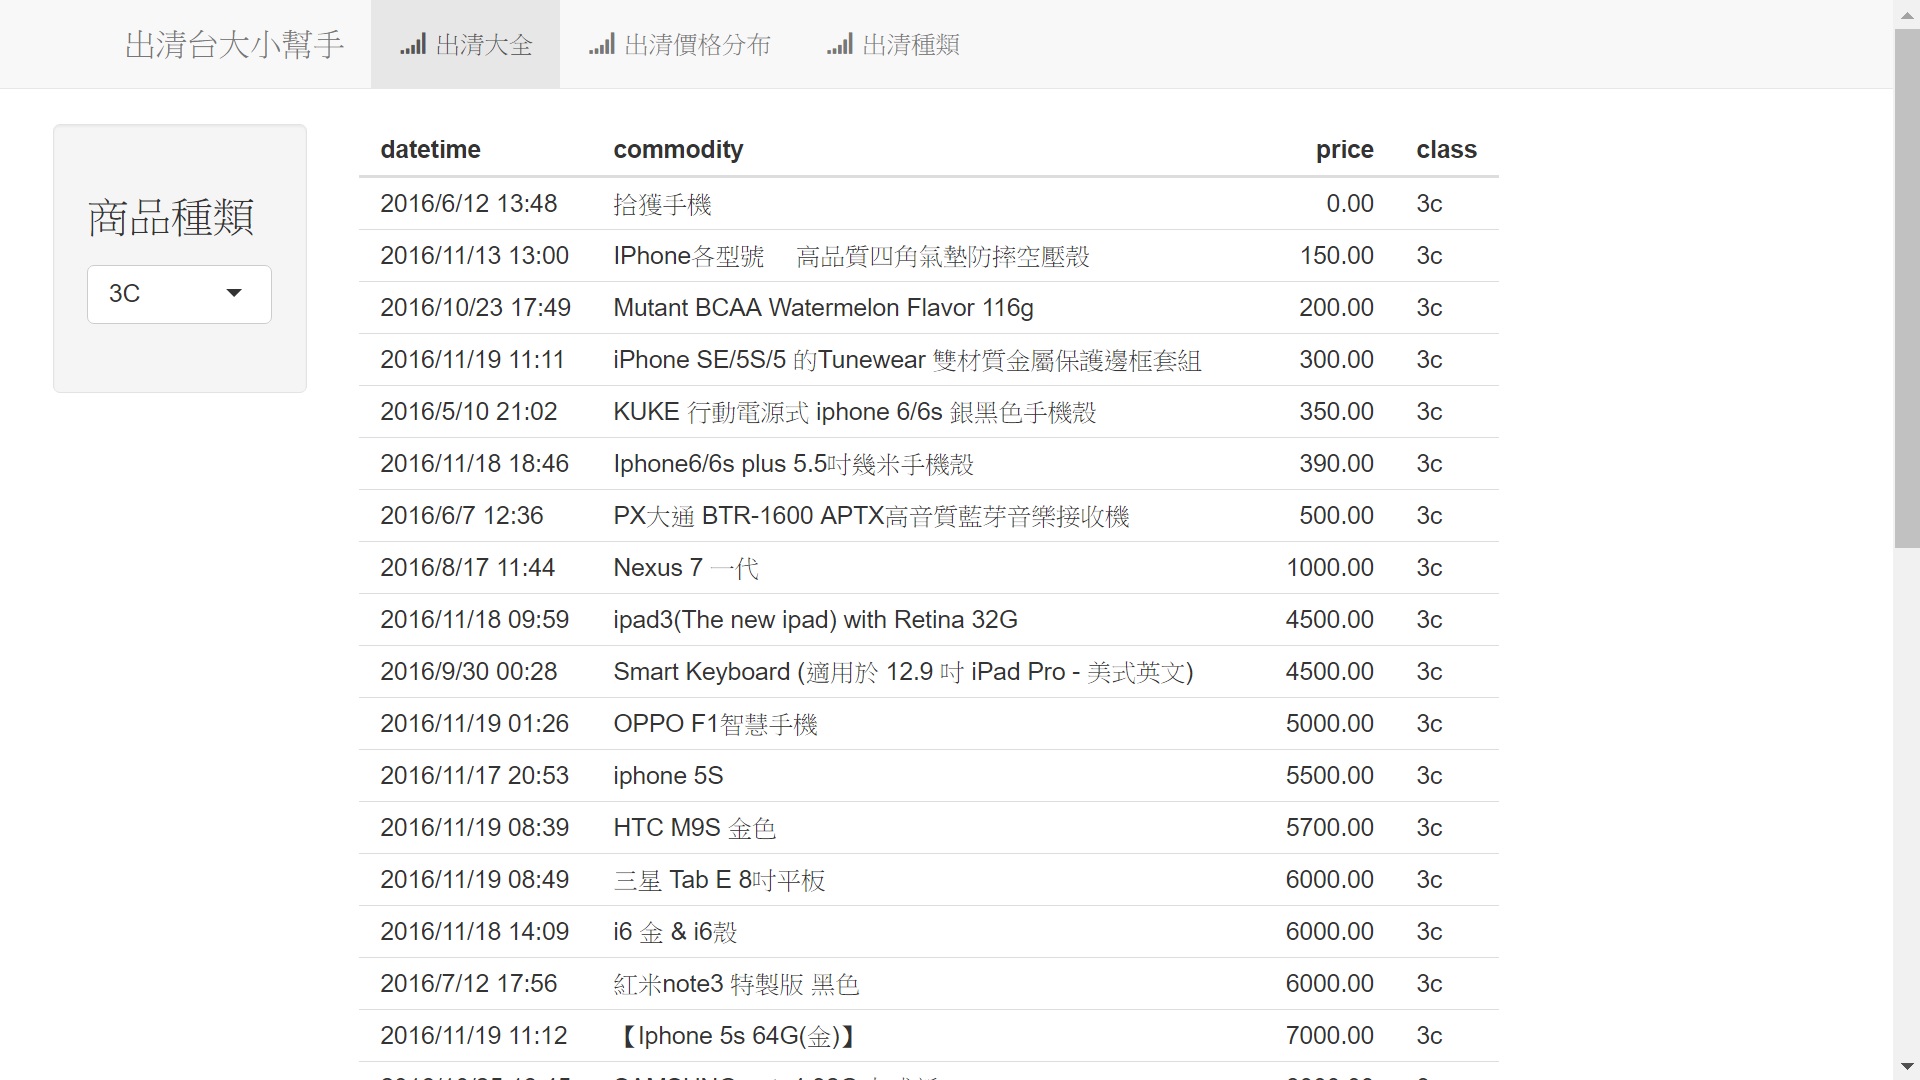 出清台大小幫手 出清大全 出清價格分布 出清種類
商品種類
3C
datetime commodity price class
2016/6/12 13:48 拾獲手機 0.00 3c
2016/11/13 13:00 IPhone各型號　高品質四角氣墊防摔空壓殼 150.00 3c
2016/10/23 17:49 Mutant BCAA Watermelon Flavor 116g 200.00 3c
2016/11/19 11:11 iPhone SE/5S/5 的Tunewear 雙材質金屬保護邊框套組 300.00 3c
2016/5/10 21:02 KUKE 行動電源式 iphone 6/6s 銀黑色手機殼 350.00 3c
2016/11/18 18:46 Iphone6/6s plus 5.5吋幾米手機殼 390.00 3c
2016/6/7 12:36 PX大通 BTR-1600 APTX高音質藍芽音樂接收機 500.00 3c
2016/8/17 11:44 Nexus 7 一代 1000.00 3c
2016/11/18 09:59 ipad3(The new ipad) with Retina 32G 4500.00 3c
2016/9/30 00:28 Smart Keyboard (適用於 12.9 吋 iPad Pro - 美式英文) 4500.00 3c
2016/11/19 01:26 OPPO F1智慧手機 5000.00 3c
2016/11/17 20:53 iphone 5S 5500.00 3c
2016/11/19 08:39 HTC M9S 金色 5700.00 3c
2016/11/19 08:49 三星 Tab E 8吋平板 6000.00 3c
2016/11/18 14:09 i6 金 & i6殼 6000.00 3c
2016/7/12 17:56 紅米note3 特製版 黑色 6000.00 3c
2016/11/19 11:12 【Iphone 5s 64G(金)】 7000.00 3c